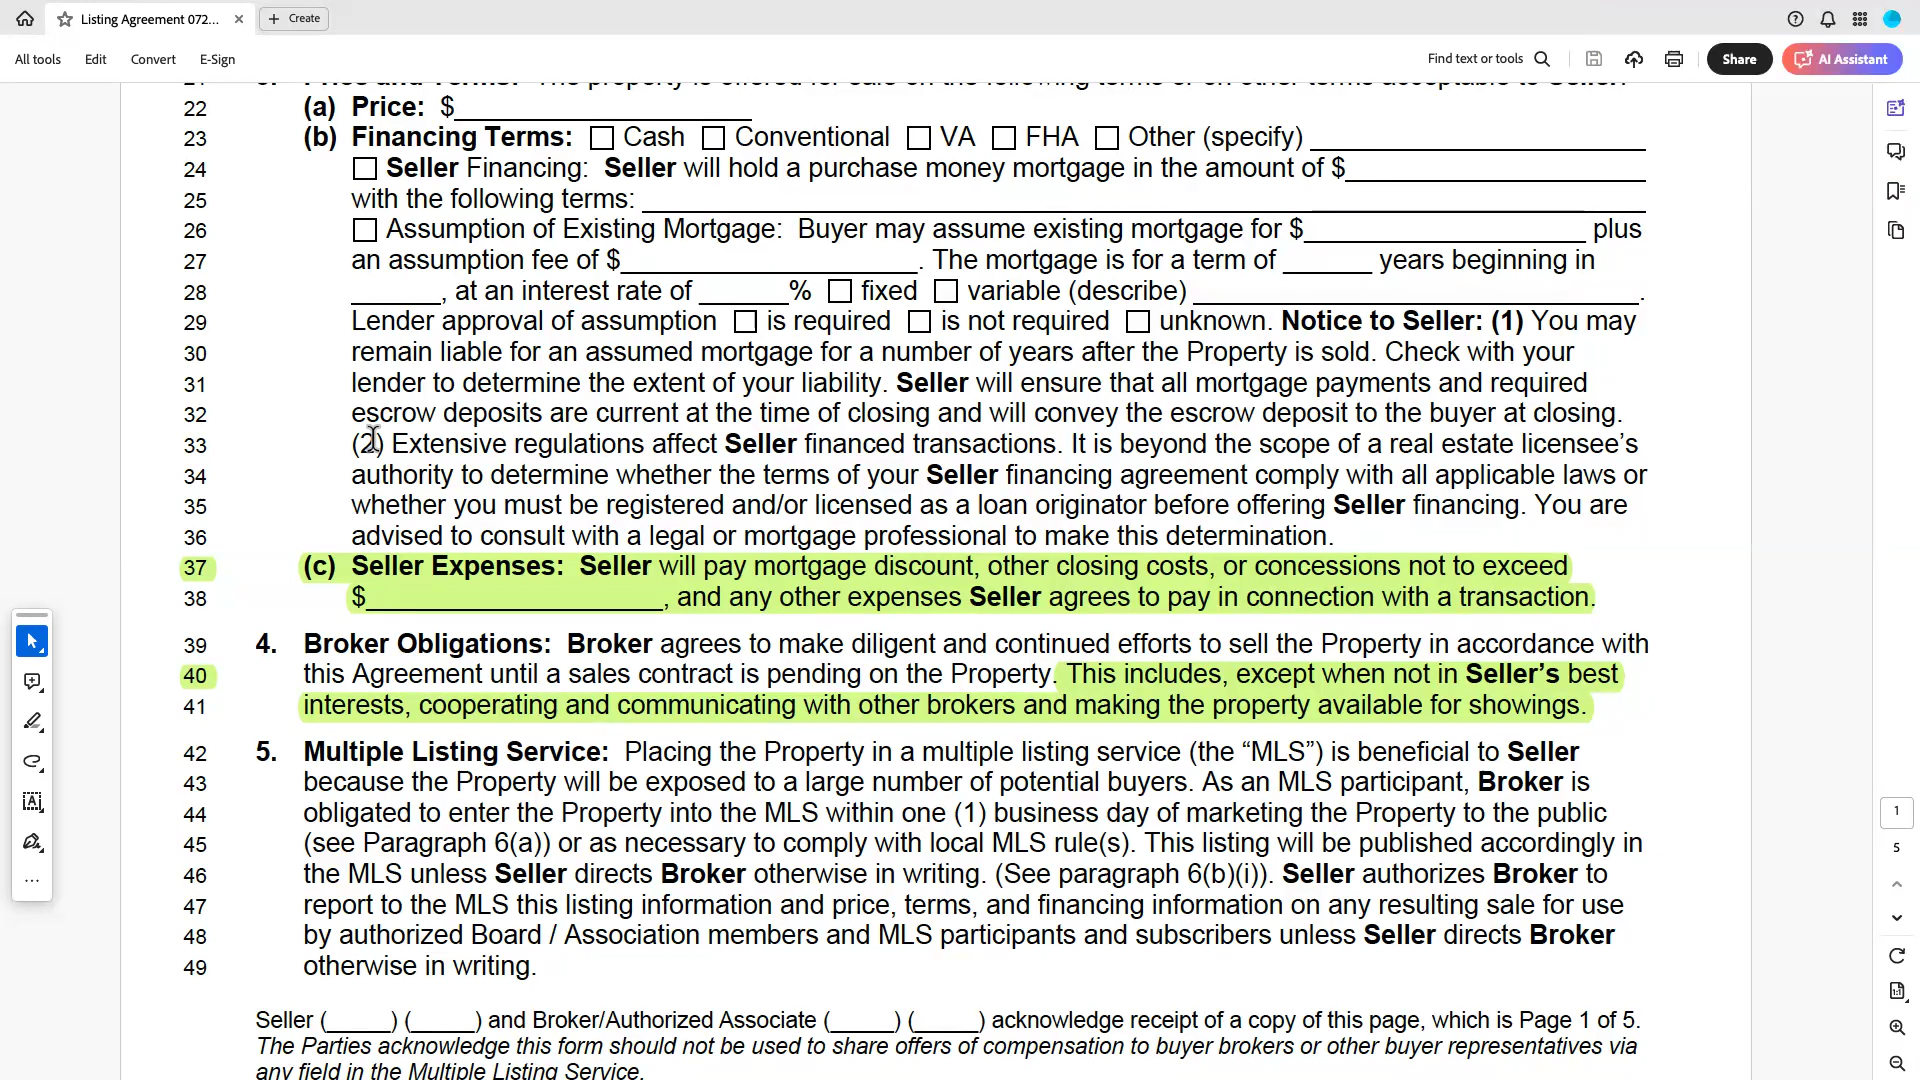 Listing Agreement 072...
Create
All tools Edit Convert E-Sign
Find text or tools
Share
AI Assistant
22 (a) Price: $____________________
23 (b) Financing Terms: ☐ Cash ☐ Conventional ☐ VA ☐ FHA ☐ Other (specify) ______________________
24 ☐ Seller Financing: Seller will hold a purchase money mortgage in the amount of $____________________
25 with the following terms: ____________________________________________________________________
26 ☐ Assumption of Existing Mortgage: Buyer may assume existing mortgage for $___________________ plus
27 an assumption fee of $____________________. The mortgage is for a term of ______ years beginning in
28 ______, at an interest rate of ______% ☐ fixed ☐ variable (describe) ______________________________.
29 Lender approval of assumption ☐ is required ☐ is not required ☐ unknown. Notice to Seller: (1) You may
30 remain liable for an assumed mortgage for a number of years after the Property is sold. Check with your
31 lender to determine the extent of your liability. Seller will ensure that all mortgage payments and required
32 escrow deposits are current at the time of closing and will convey the escrow deposit to the buyer at closing.
33 (2) Extensive regulations affect Seller financed transactions. It is beyond the scope of a real estate licensee’s
34 authority to determine whether the terms of your Seller financing agreement comply with all applicable laws or
35 whether you must be registered and/or licensed as a loan originator before offering Seller financing. You are
36 advised to consult with a legal or mortgage professional to make this determination.
37 (c) Seller Expenses: Seller will pay mortgage discount, other closing costs, or concessions not to exceed
38 $____________________, and any other expenses Seller agrees to pay in connection with a transaction.
39 4. Broker Obligations: Broker agrees to make diligent and continued efforts to sell the Property in accordance with
40 this Agreement until a sales contract is pending on the Property. This includes, except when not in Seller’s best
41 interests, cooperating and communicating with other brokers and making the property available for showings.
42 5. Multiple Listing Service: Placing the Property in a multiple listing service (the “MLS”) is beneficial to Seller
43 because the Property will be exposed to a large number of potential buyers. As an MLS participant, Broker is
44 obligated to enter the Property into the MLS within one (1) business day of marketing the Property to the public
45 (see Paragraph 6(a)) or as necessary to comply with local MLS rule(s). This listing will be published accordingly in
46 the MLS unless Seller directs Broker otherwise in writing. (See paragraph 6(b)(i)). Seller authorizes Broker to
47 report to the MLS this listing information and price, terms, and financing information on any resulting sale for use
48 by authorized Board / Association members and MLS participants and subscribers unless Seller directs Broker
49 otherwise in writing.
Seller (_____) (_____) and Broker/Authorized Associate (_____) (_____) acknowledge receipt of a copy of this page, which is Page 1 of 5.
The Parties acknowledge this form should not be used to share offers of compensation to buyer brokers or other buyer representatives via
any field in the Multiple Listing Service.
1
5